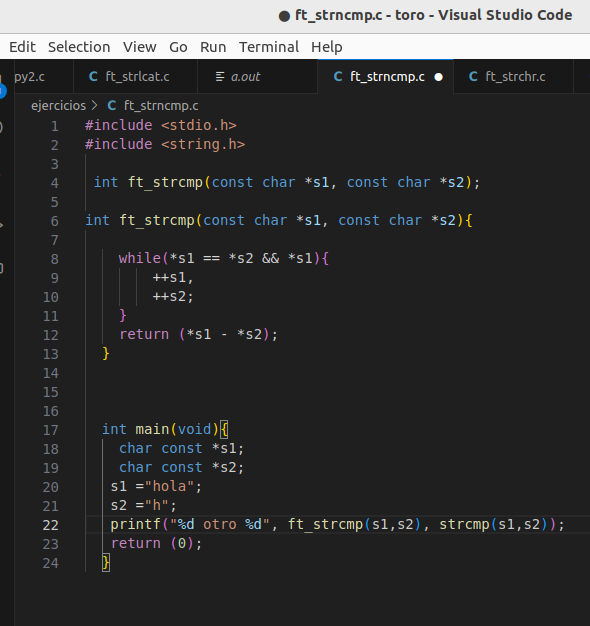 ● ft_strncmp.c - toro - Visual Studio Code
Edit Selection View Go Run Terminal Help
py2.c C ft_strlcat.c a.out C ft_strncmp.c ● C ft_strchr.c
ejercicios > C ft_strncmp.c
1 #include <stdio.h>
2 #include <string.h>
3
4 int ft_strcmp(const char *s1, const char *s2);
5
6 int ft_strcmp(const char *s1, const char *s2){
7
8 while(*s1 == *s2 && *s1){
9 ++s1,
10 ++s2;
11 }
12 return (*s1 - *s2);
13 }
14
15
16
17 int main(void){
18 char const *s1;
19 char const *s2;
20 s1 ="hola";
21 s2 ="h";
22 printf("%d otro %d", ft_strcmp(s1,s2), strcmp(s1,s2));
23 return (0);
24 }